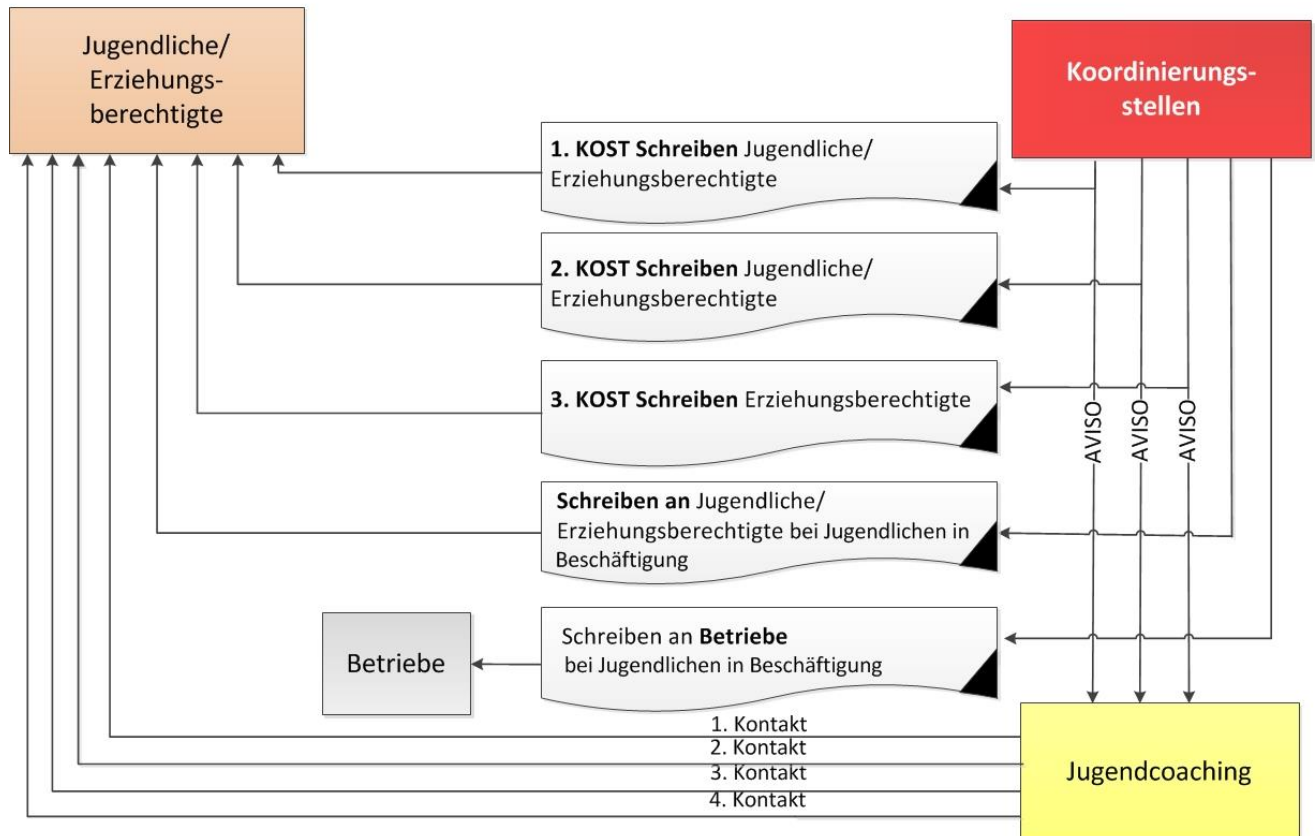 Jugendliche/
Erziehungs-
berechtigte
Koordinierungs-
stellen
1. KOST Schreiben Jugendliche/
Erziehungsberechtigte
2. KOST Schreiben Jugendliche/
Erziehungsberechtigte
3. KOST Schreiben Erziehungsberechtigte
AVISO
AVISO
AVISO
Schreiben an Jugendliche/
Erziehungsberechtigte bei Jugendlichen in
Beschäftigung
Schreiben an Betriebe
bei Jugendlichen in Beschäftigung
Betriebe
1. Kontakt
2. Kontakt
3. Kontakt
4. Kontakt
Jugendcoaching